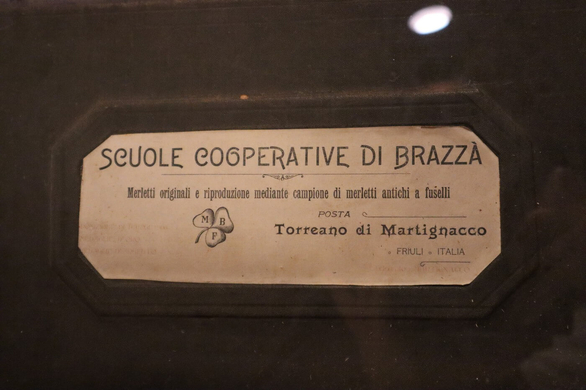 SCUOLE COOPERATIVE DI BRAZZÀ
Merletti originali e riproduzione mediante campione di merletti antichi a fuselli
M B
F
POSTA
Torreano di Martignacco
FRIULI ITALIA